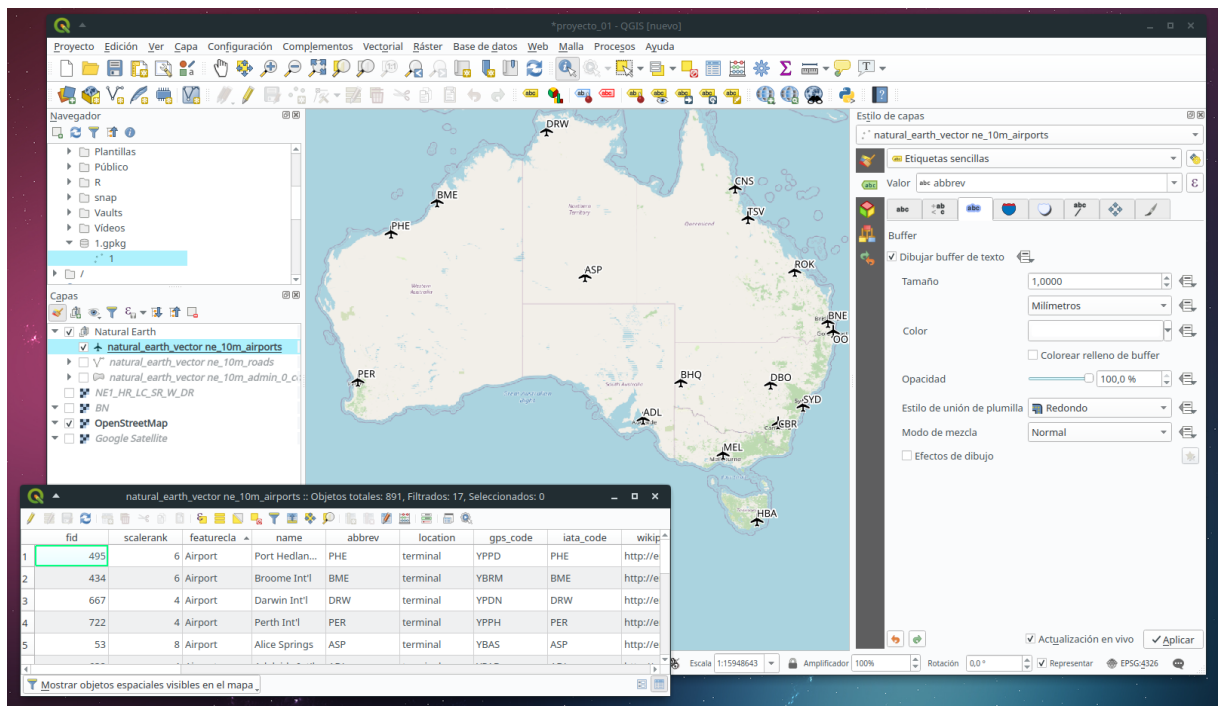 *proyecto_01 - QGIS [nuevo]
Proyecto Edición Ver Capa Configuración Complementos Vectorial Ráster Base de datos Web Malla Procesos Ayuda
Navegador
Plantillas
Público
R
snap
Vaults
Vídeos
1.gpkg
1
/
Capas
Natural Earth
natural_earth_vector ne_10m_airports
natural_earth_vector ne_10m_roads
natural_earth_vector ne_10m_admin_0_c
NE1_HR_LC_SR_W_DR
BN
OpenStreetMap
Google Satellite
DRW
CNS
BME
TSV
PHE
Northern
Territory
Queensland
ASP
ROK
Western
Australia
BNE
OO
PER
BHQ
South Australia
DBO
SYD
ADL
CBR
MEL
HBA
Estilo de capas
natural_earth_vector ne_10m_airports
Etiquetas sencillas
Valor abc abbrev ε
Buffer
Dibujar buffer de texto
Tamaño 1,0000
Milímetros
Color
Colorear relleno de buffer
Opacidad 100,0 %
Estilo de unión de plumilla Redondo
Modo de mezcla Normal
Efectos de dibujo
Actualización en vivo Aplicar
Escala 1:15948643 Amplificador 100% Rotación 0,0 ° Representar EPSG:4326
natural_earth_vector ne_10m_airports :: Objetos totales: 891, Filtrados: 17, Seleccionados: 0
fid scalerank featurecla name abbrev location gps_code iata_code wikip
1 495 6 Airport Port Hedlan... PHE terminal YPPD PHE http://e
2 434 6 Airport Broome Int'l BME terminal YBRM BME http://e
3 667 4 Airport Darwin Int'l DRW terminal YPDN DRW http://e
4 722 4 Airport Perth Int'l PER terminal YPPH PER http://e
5 53 8 Airport Alice Springs ASP terminal YBAS ASP http://e
Mostrar objetos espaciales visibles en el mapa